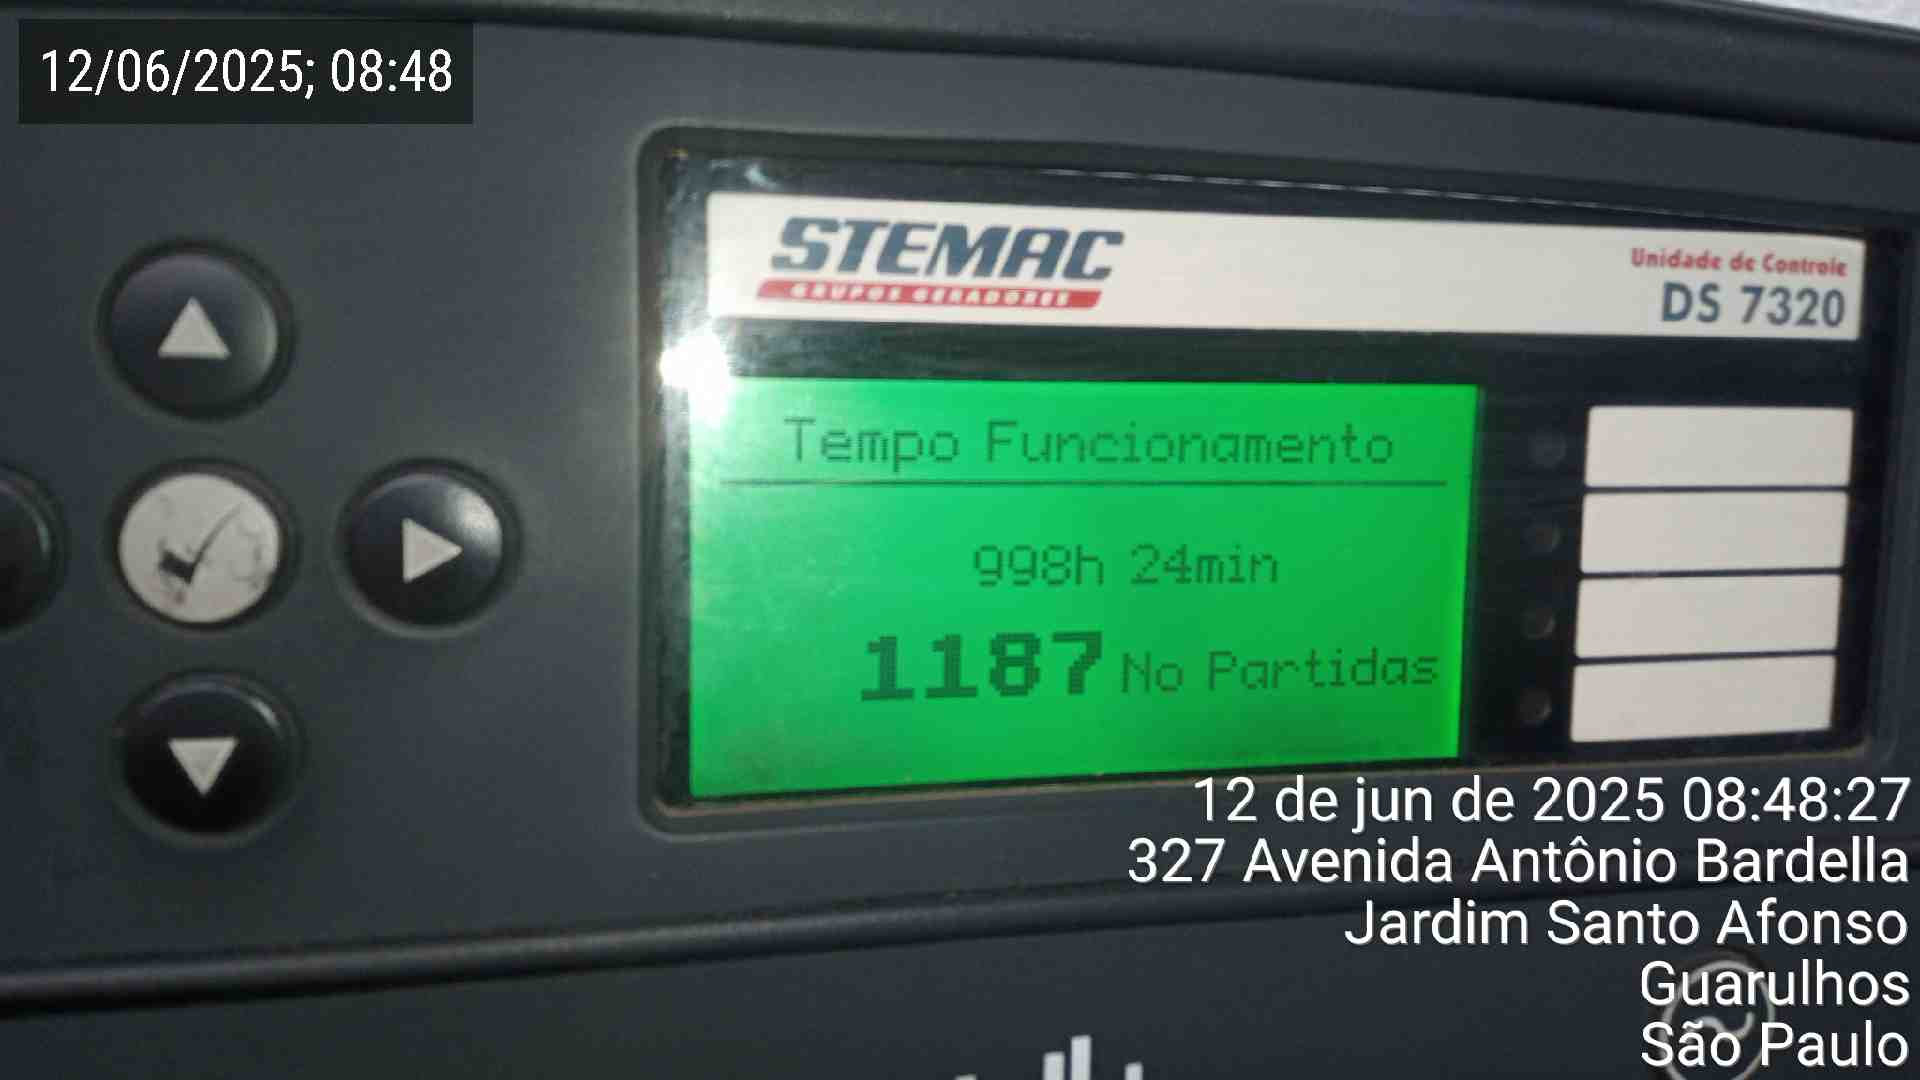 12/06/2025; 08:48
STEMAC
GRUPOS GERADORES
Unidade de Controle
DS 7320
Tempo Funcionamento
998h 24min
1187 No Partidas
12 de jun de 2025 08:48:27
327 Avenida Antônio Bardella
Jardim Santo Afonso
Guarulhos
São Paulo